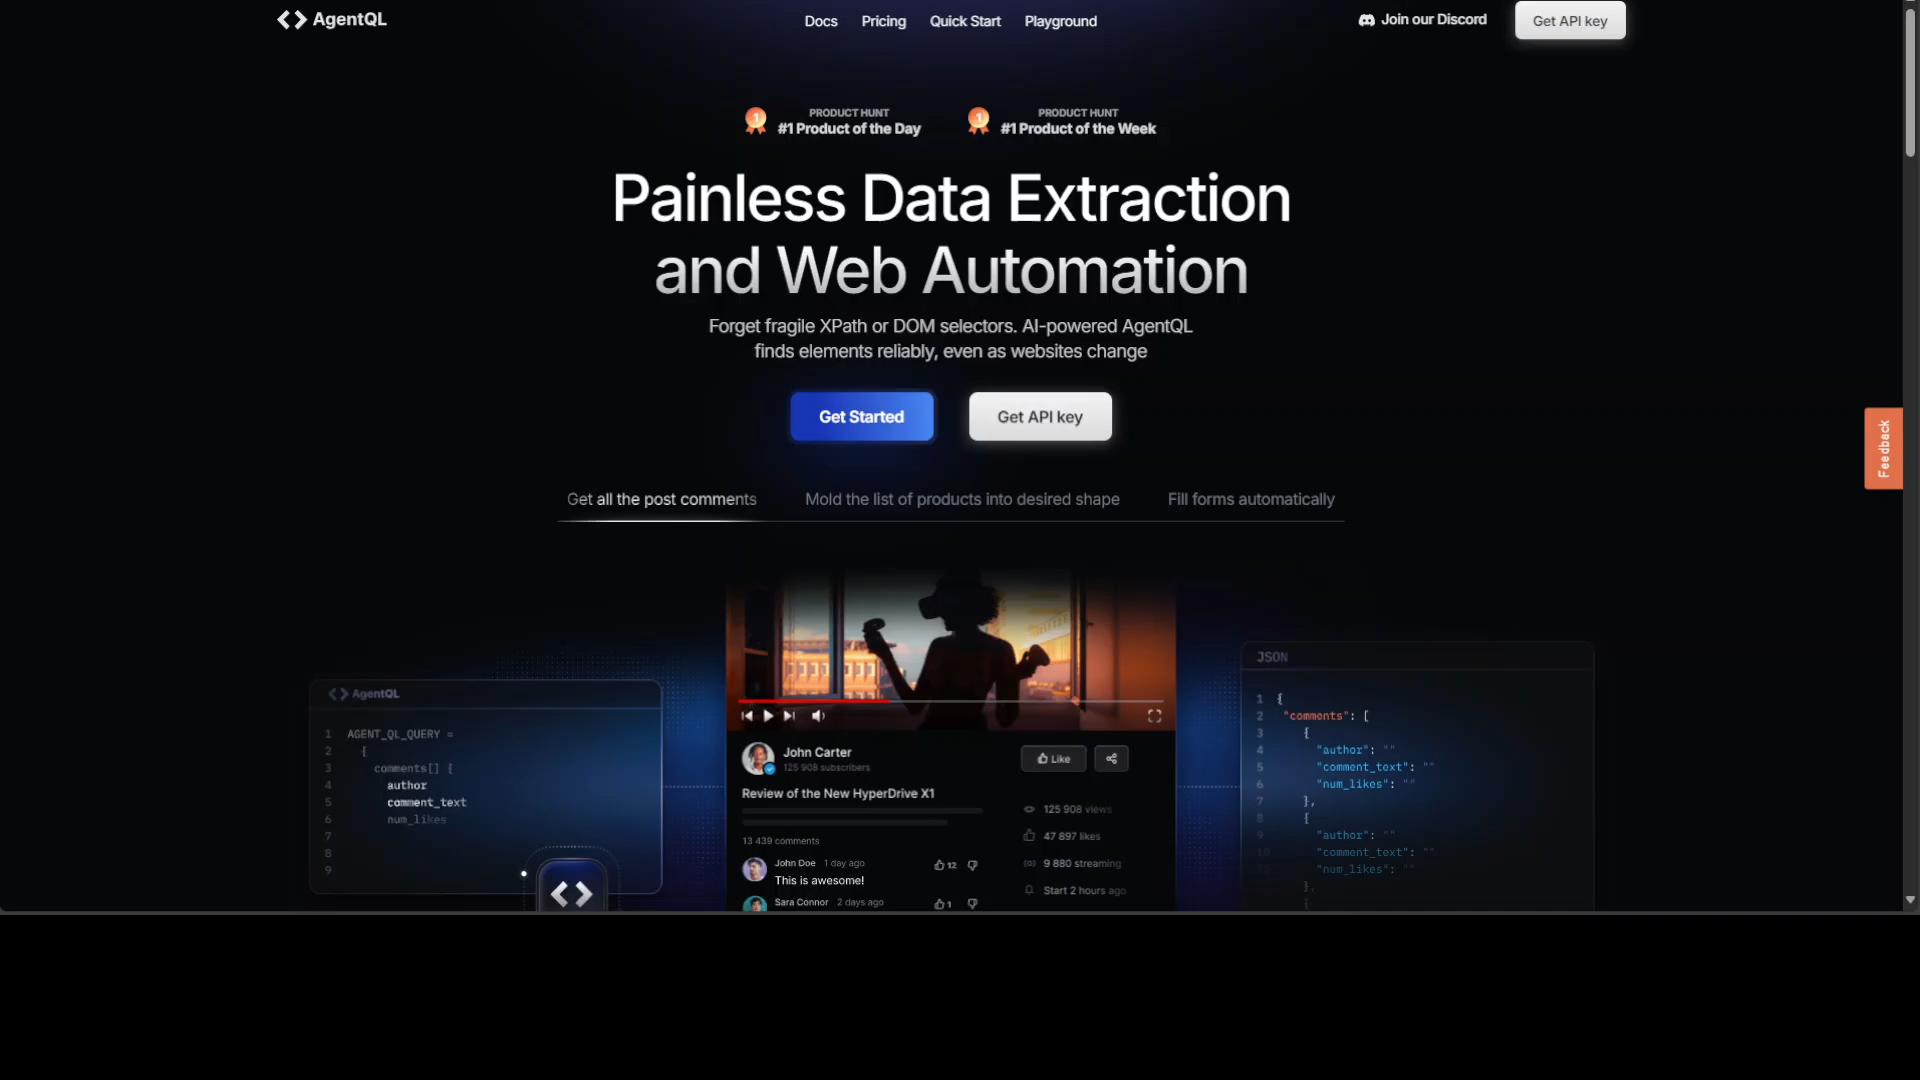 AgentQL
Docs
Pricing
Quick Start
Playground
Join our Discord
Get API key
PRODUCT HUNT
#1 Product of the Day
PRODUCT HUNT
#1 Product of the Week
Painless Data Extraction
and Web Automation
Forget fragile XPath or DOM selectors. AI-powered AgentQL
finds elements reliably, even as websites change
Get Started
Get API key
Feedback
Get all the post comments
Mold the list of products into desired shape
Fill forms automatically
AgentQL
1 AGENT_QL_QUERY =
2 {
3 comments[] {
4 author
5 comment_text
6 num_likes
7
8
9
John Carter
125 908 subscribers
Like
Review of the New HyperDrive X1
13 439 comments
John Doe 1 day ago
12
This is awesome!
Sara Connor 2 days ago
1
125 908 views
47 897 likes
9 880 streaming
Start 2 hours ago
JSON
1 {
2 "comments": [
3 {
4 "author": ""
5 "comment_text": ""
6 "num_likes": ""
7 },
8 {
9 "author": ""
10 "comment_text": ""
"num_likes": ""
},
{